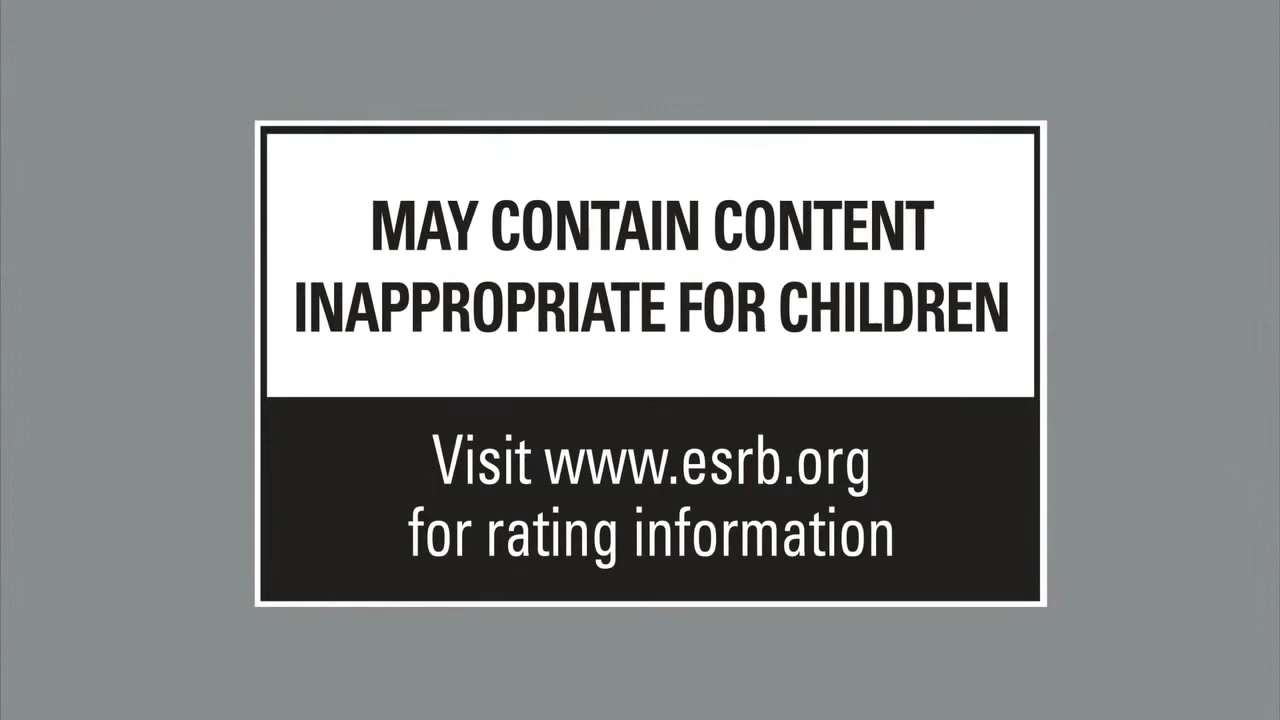 MAY CONTAIN CONTENT
INAPPROPRIATE FOR CHILDREN
Visit www.esrb.org
for rating information